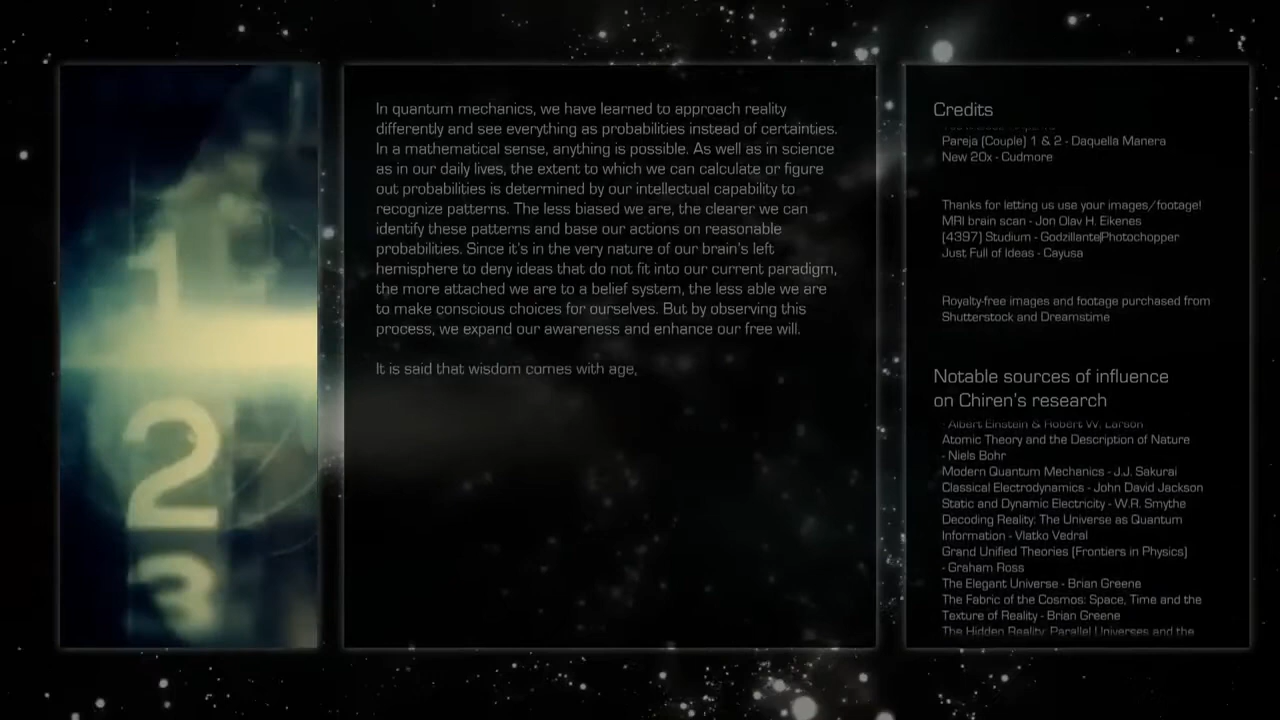 1
2
3
In quantum mechanics, we have learned to approach reality
differently and see everything as probabilities instead of certainties.
In a mathematical sense, anything is possible. As well as in science
as in our daily lives, the extent to which we can calculate or figure
out probabilities is determined by our intellectual capability to
recognize patterns. The less biased we are, the clearer we can
identify these patterns and base our actions on reasonable
probabilities. Since it's in the very nature of our brain's left
hemisphere to deny ideas that do not fit into our current paradigm,
the more attached we are to a belief system, the less able we are
to make conscious choices for ourselves. But by observing this
process, we expand our awareness and enhance our free will.
It is said that wisdom comes with age,
Credits
Pareja (Couple) 1 & 2 - Daquella Manera
New 20x - Cudmore
Thanks for letting us use your images/footage!
MRI brain scan - Jon Olav H. Eikenes
(4397) Studium - Godzillante|Photochopper
Just Full of Ideas - Cayusa
Royalty-free images and footage purchased from
Shutterstock and Dreamstime
Notable sources of influence
on Chiren's research
- Albert Einstein & Robert W. Larson
Atomic Theory and the Description of Nature
- Niels Bohr
Modern Quantum Mechanics - J.J. Sakurai
Classical Electrodynamics - John David Jackson
Static and Dynamic Electricity - W.R. Smythe
Decoding Reality: The Universe as Quantum
Information - Vlatko Vedral
Grand Unified Theories (Frontiers in Physics)
- Graham Ross
The Elegant Universe - Brian Greene
The Fabric of the Cosmos: Space, Time and the
Texture of Reality - Brian Greene
The Hidden Reality: Parallel Universes and the